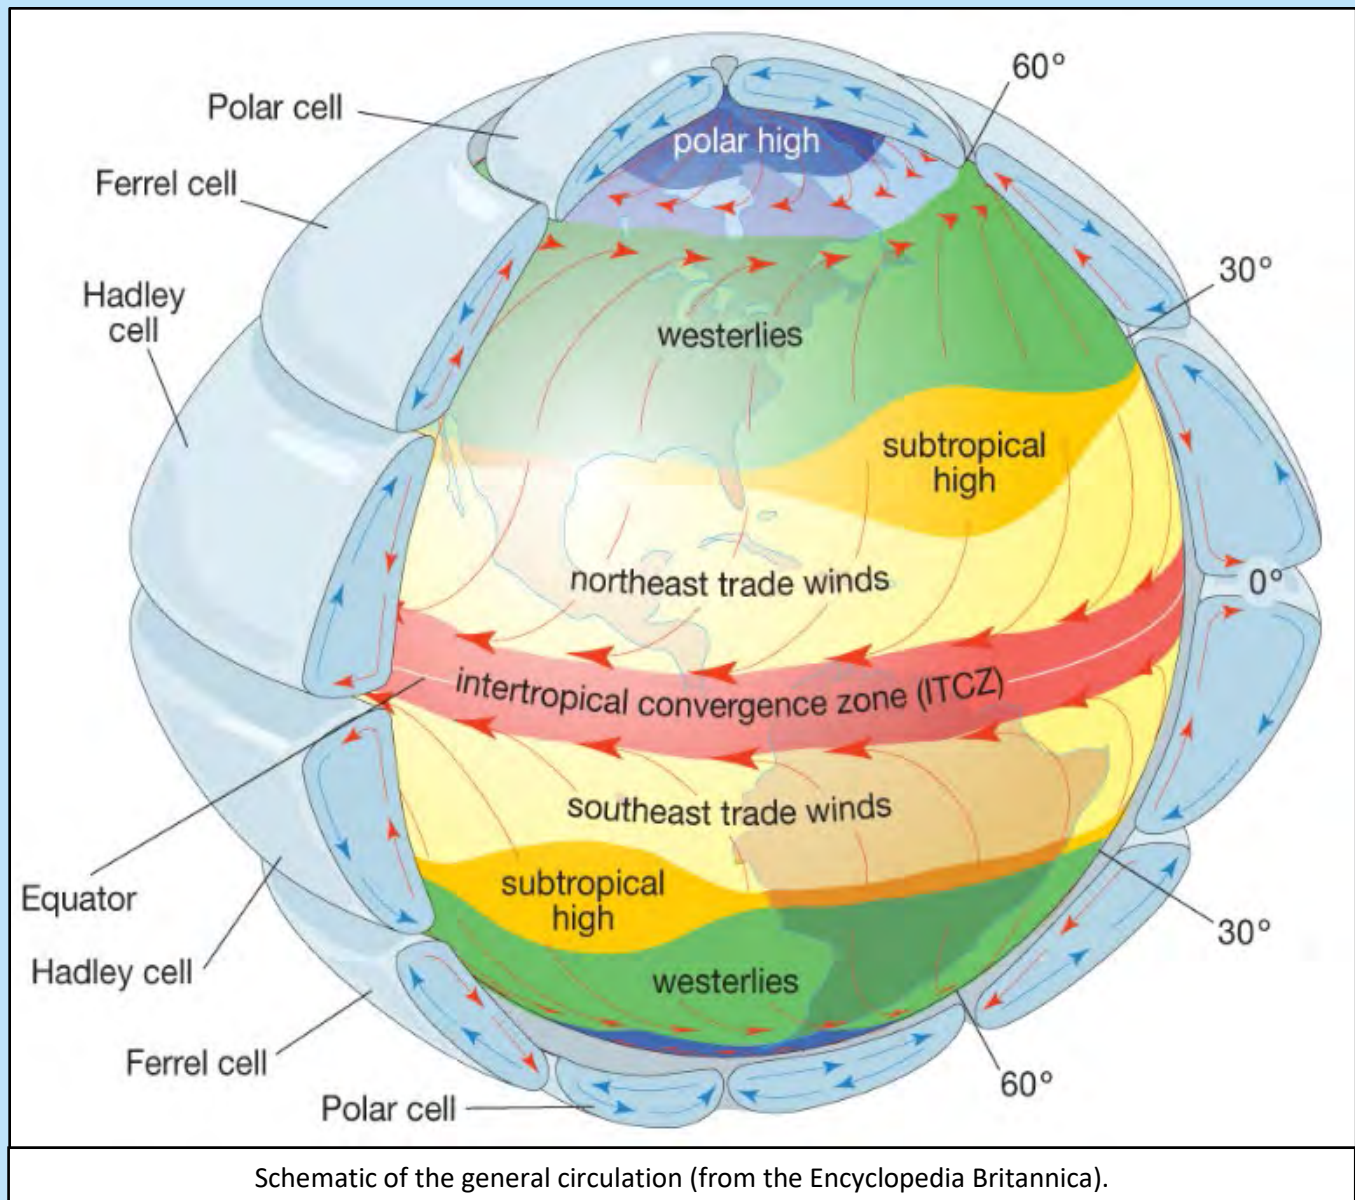 60°
Polar cell
polar high
Ferrel cell
30°
Hadley
cell
westerlies
subtropical
high
northeast trade winds
0°
intertropical convergence zone (ITCZ)
southeast trade winds
Equator
subtropical
high
30°
Hadley cell
westerlies
Ferrel cell
60°
Polar cell
Schematic of the general circulation (from the Encyclopedia Britannica).